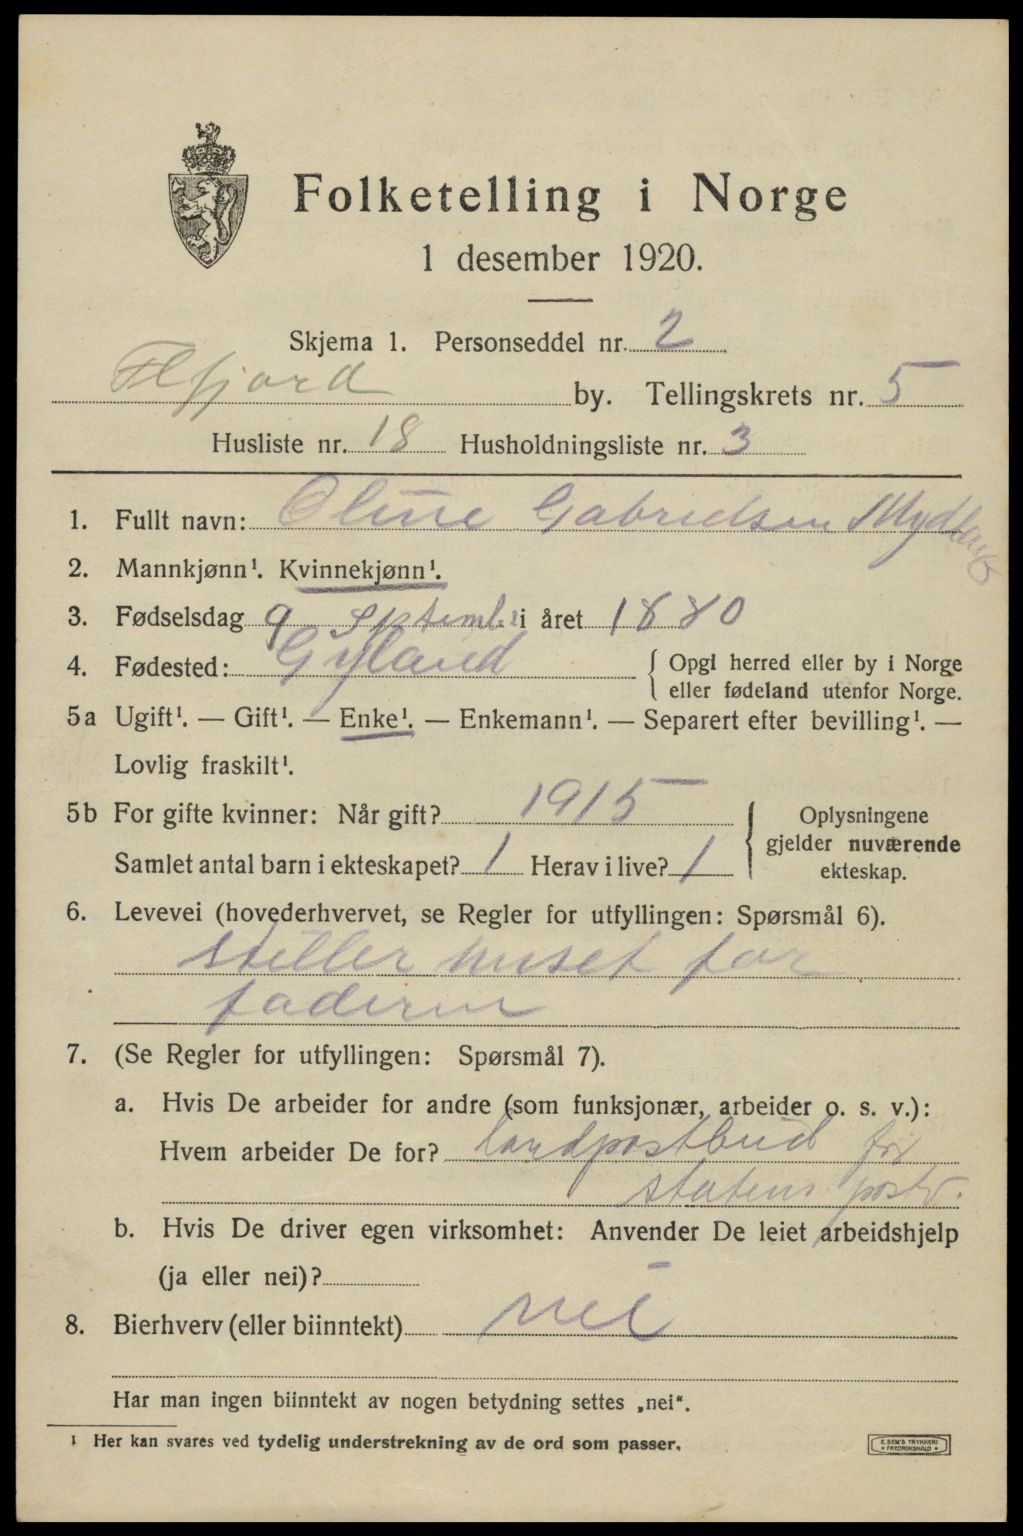 Folketelling i Norge
1 desember 1920.
Skjema 1. Personseddel nr. 2
Flfjord by. Tellingskrets nr. 5
Husliste nr. 18 Husholdningsliste nr. 3
1. Fullt navn: Oline Gabrielsen
2. Mannkjønn¹. Kvinnekjønn¹.
3. Fødselsdag 9 September i året 1880
4. Fødested: Gyland { Opgi herred eller by i Norge
eller fødeland utenfor Norge.
5a Ugift¹. — Gift¹. — Enke¹. — Enkemann¹. — Separert efter bevilling¹. —
Lovlig fraskilt¹.
5b For gifte kvinner: Når gift? 1915 { Oplysningene
gjelder nuværende
Samlet antal barn i ekteskapet? 1 Herav i live? 1 ekteskap.
6. Levevei (hovederhvervet, se Regler for utfyllingen: Spørsmål 6).
steller huset for
faderen
7. (Se Regler for utfyllingen: Spørsmål 7).
a. Hvis De arbeider for andre (som funksjonær, arbeider o. s. v.):
Hvem arbeider De for? landpostbud for
statens postv.
b. Hvis De driver egen virksomhet: Anvender De leiet arbeidshjelp
(ja eller nei)?
8. Bierhverv (eller biinntekt) nei
Har man ingen biinntekt av nogen betydning settes „nei“.
¹ Her kan svares ved tydelig understrekning av de ord som passer.
E. SEM'S TRYKKERI
• FREDRIKSHALD •